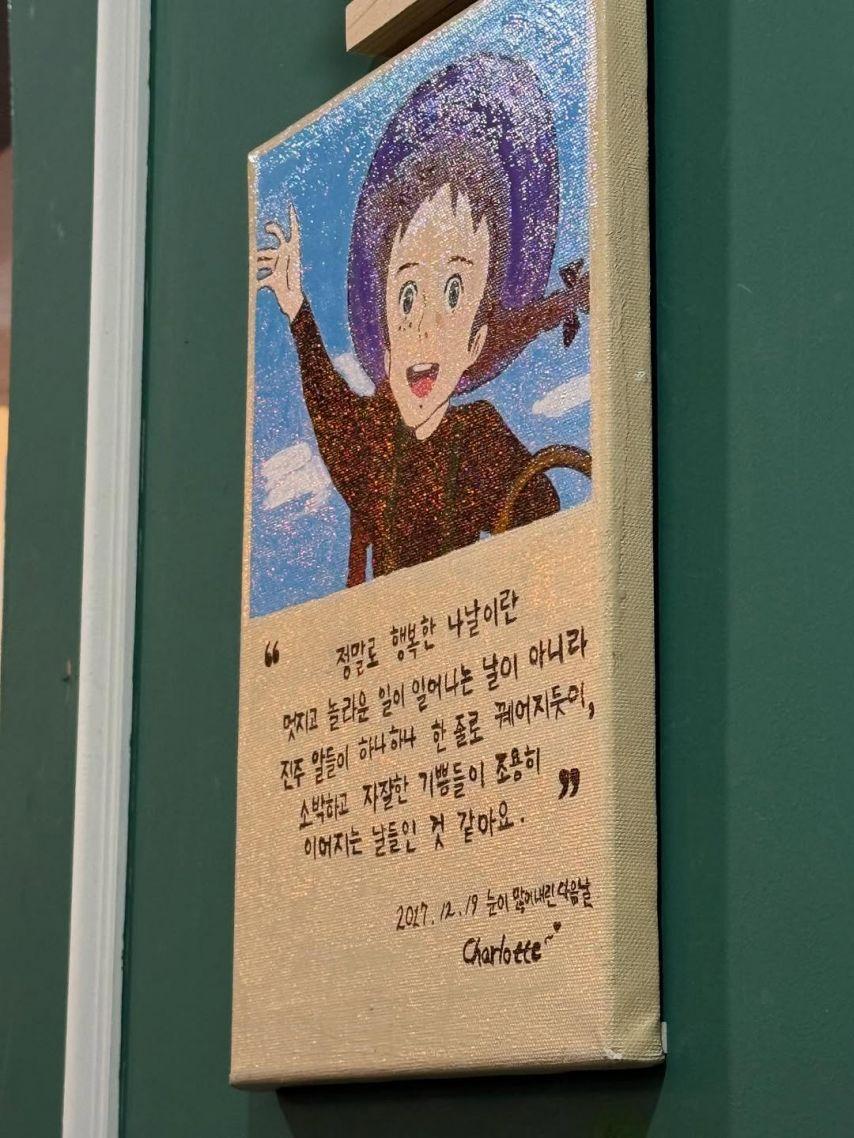 “ 정말로 행복한 나날이란
멋지고 놀라운 일이 일어나는 날이 아니라
진주 알들이 하나하나 한 줄로 꿰어지듯이,
소박하고 자잘한 기쁨들이 조용히
이어지는 날들인 것 같아요. ”
2017. 12. 19 눈이 많이 내린 다음날
Charlotte~♥